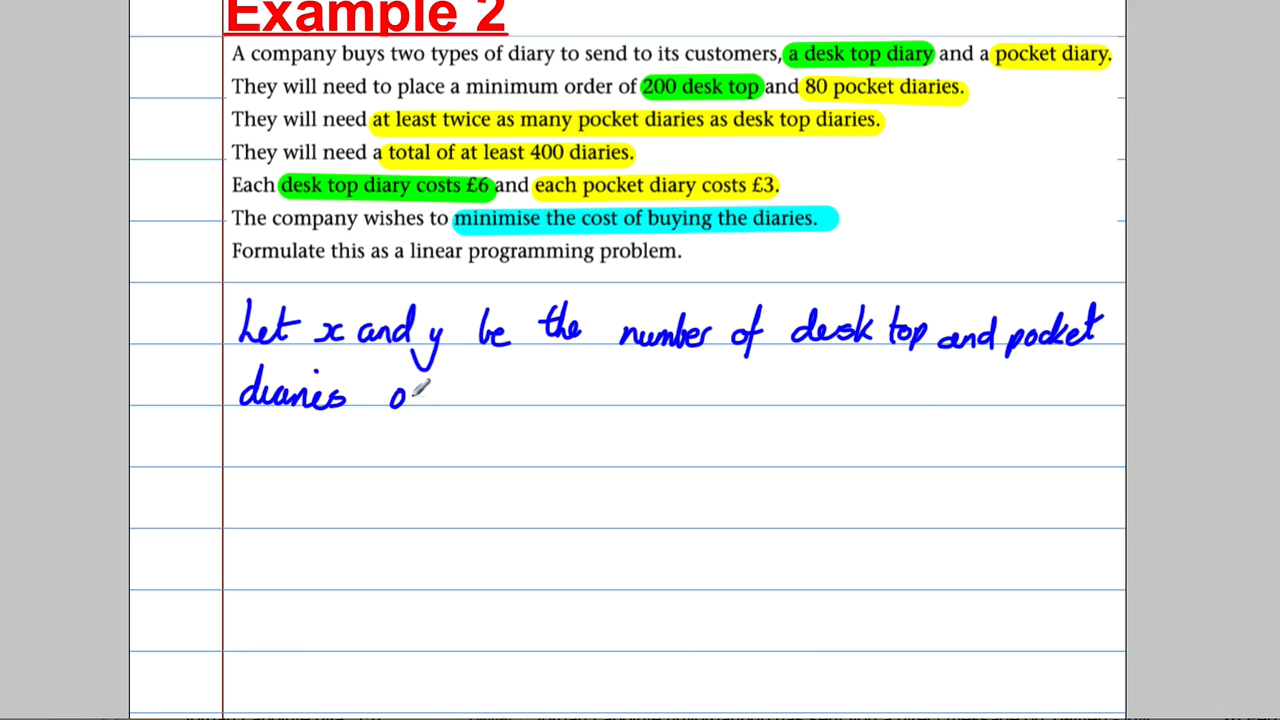 Example 2
A company buys two types of diary to send to its customers, a desk top diary and a pocket diary.
They will need to place a minimum order of 200 desk top and 80 pocket diaries.
They will need at least twice as many pocket diaries as desk top diaries.
They will need a total of at least 400 diaries.
Each desk top diary costs £6 and each pocket diary costs £3.
The company wishes to minimise the cost of buying the diaries.
Formulate this as a linear programming problem.
Let x and y be the number of desk top and pocket
diaries o